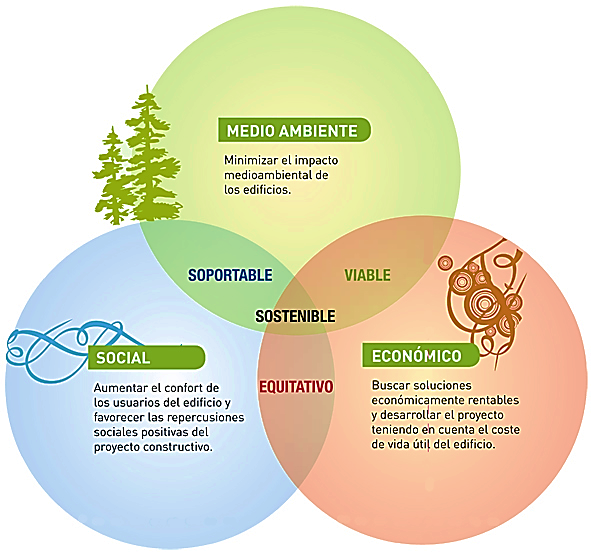 MEDIO AMBIENTE
Minimizar el impacto
medioambiental de
los edificios.
SOPORTABLE
VIABLE
SOSTENIBLE
SOCIAL
Aumentar el confort de
los usuarios del edificio y
favorecer las repercusiones
sociales positivas del
proyecto constructivo.
EQUITATIVO
ECONÓMICO
Buscar soluciones
económicamente rentables
y desarrollar el proyecto
teniendo en cuenta el coste
de vida útil del edificio.